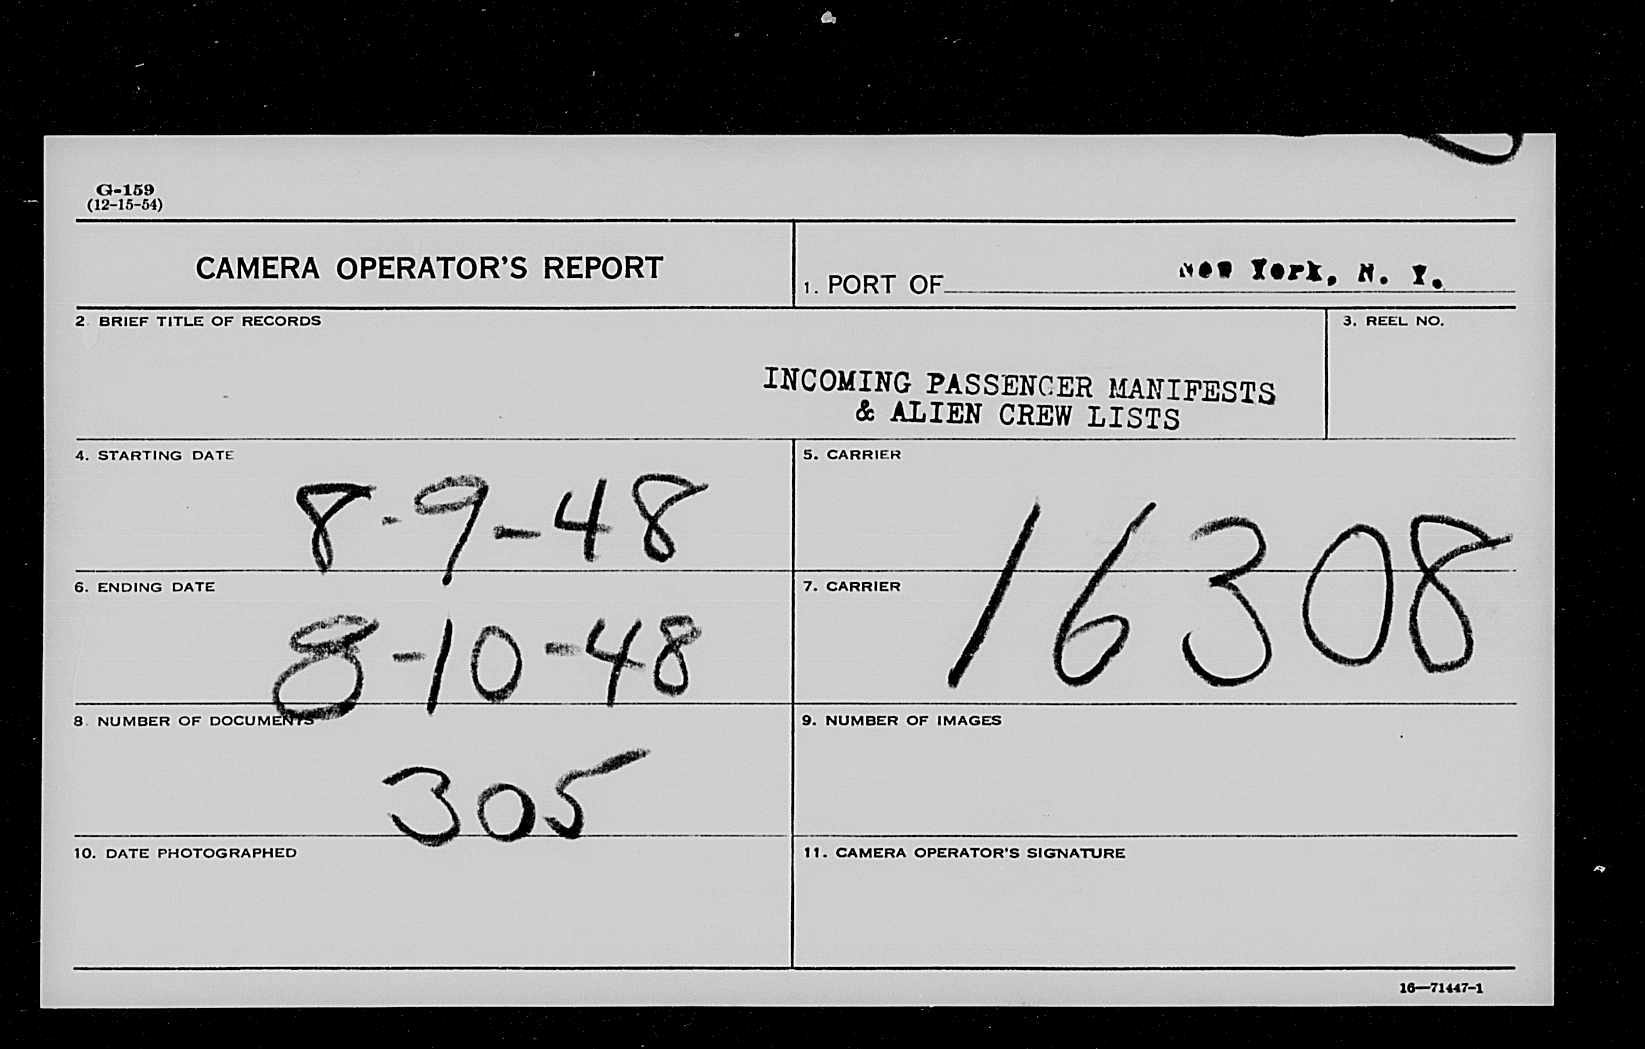 G-159
(12-15-54)
CAMERA OPERATOR'S REPORT
1. PORT OF New York, N. Y.
2. BRIEF TITLE OF RECORDS
3. REEL NO.
INCOMING PASSENGER MANIFESTS
& ALIEN CREW LISTS
4. STARTING DATE
8-9-48
5. CARRIER
16308
6. ENDING DATE
8-10-48
7. CARRIER
8. NUMBER OF DOCUMENTS
305
9. NUMBER OF IMAGES
10. DATE PHOTOGRAPHED
11. CAMERA OPERATOR'S SIGNATURE
16—71447-1